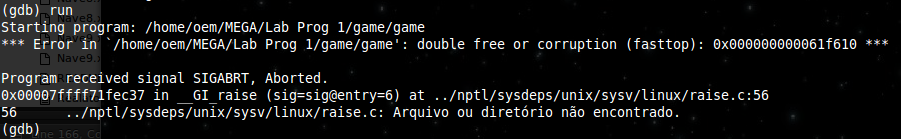 (gdb) run
Starting program: /home/oem/MEGA/Lab Prog 1/game/game
*** Error in `/home/oem/MEGA/Lab Prog 1/game/game': double free or corruption (fasttop): 0x000000000061f610 ***
Program received signal SIGABRT, Aborted.
0x00007ffff71fec37 in __GI_raise (sig=sig@entry=6) at ../nptl/sysdeps/unix/sysv/linux/raise.c:56
56 ../nptl/sysdeps/unix/sysv/linux/raise.c: Arquivo ou diretório não encontrado.
(gdb)